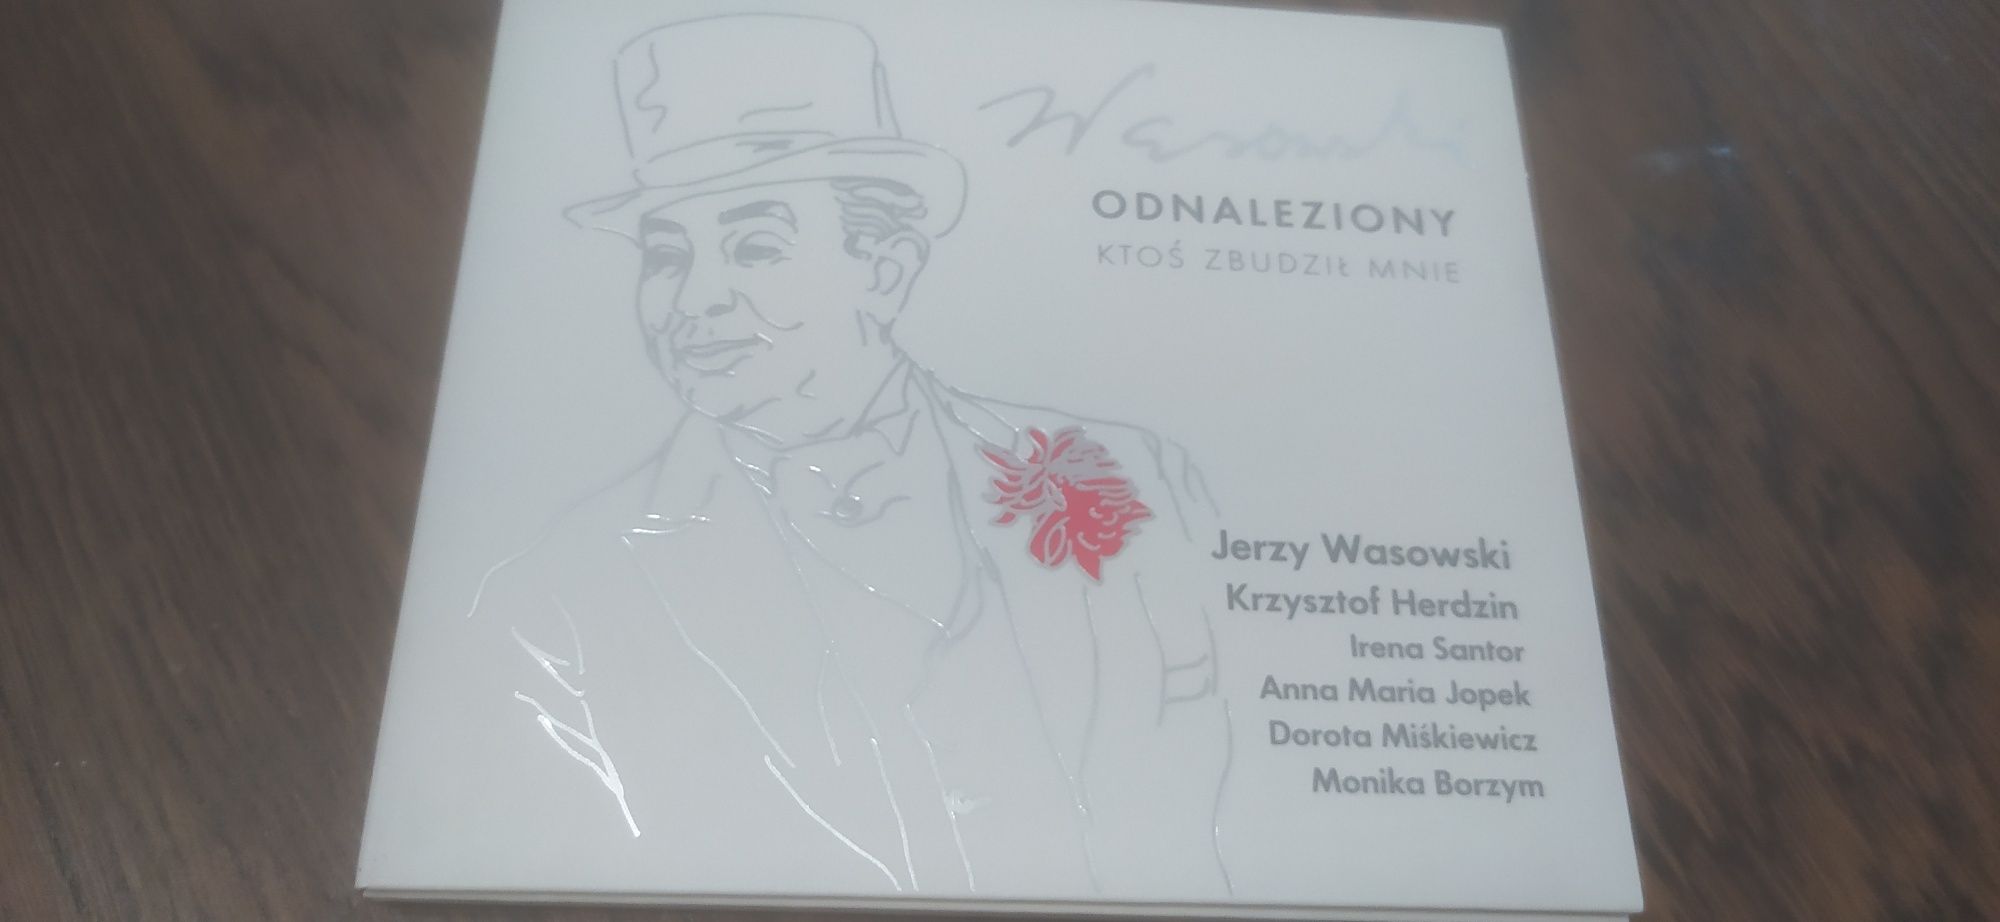 Wasowski
ODNALEZIONY
KTOŚ ZBUDZIŁ MNIE
Jerzy Wasowski
Krzysztof Herdzin
Irena Santor
Anna Maria Jopek
Dorota Miśkiewicz
Monika Borzym